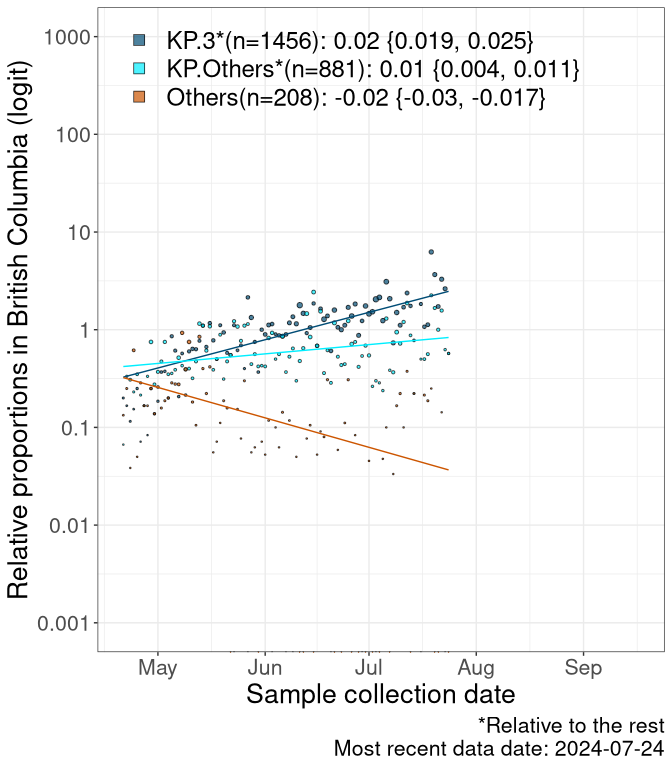 KP.3*(n=1456): 0.02 {0.019, 0.025}
KP.Others*(n=881): 0.01 {0.004, 0.011}
Others(n=208): -0.02 {-0.03, -0.017}
Relative proportions in British Columbia (logit)
1000
100
10
1
0.1
0.01
0.001
May Jun Jul Aug Sep
Sample collection date
*Relative to the rest
Most recent data date: 2024-07-24